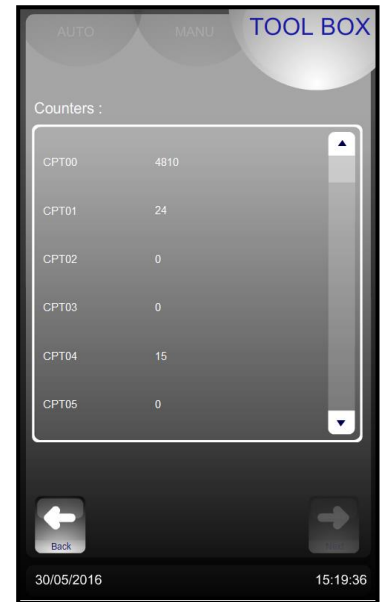 AUTO MANU TOOL BOX
Counters :
CPT00 4810
CPT01 24
CPT02 0
CPT03 0
CPT04 15
CPT05 0
Back
30/05/2016 15:19:36